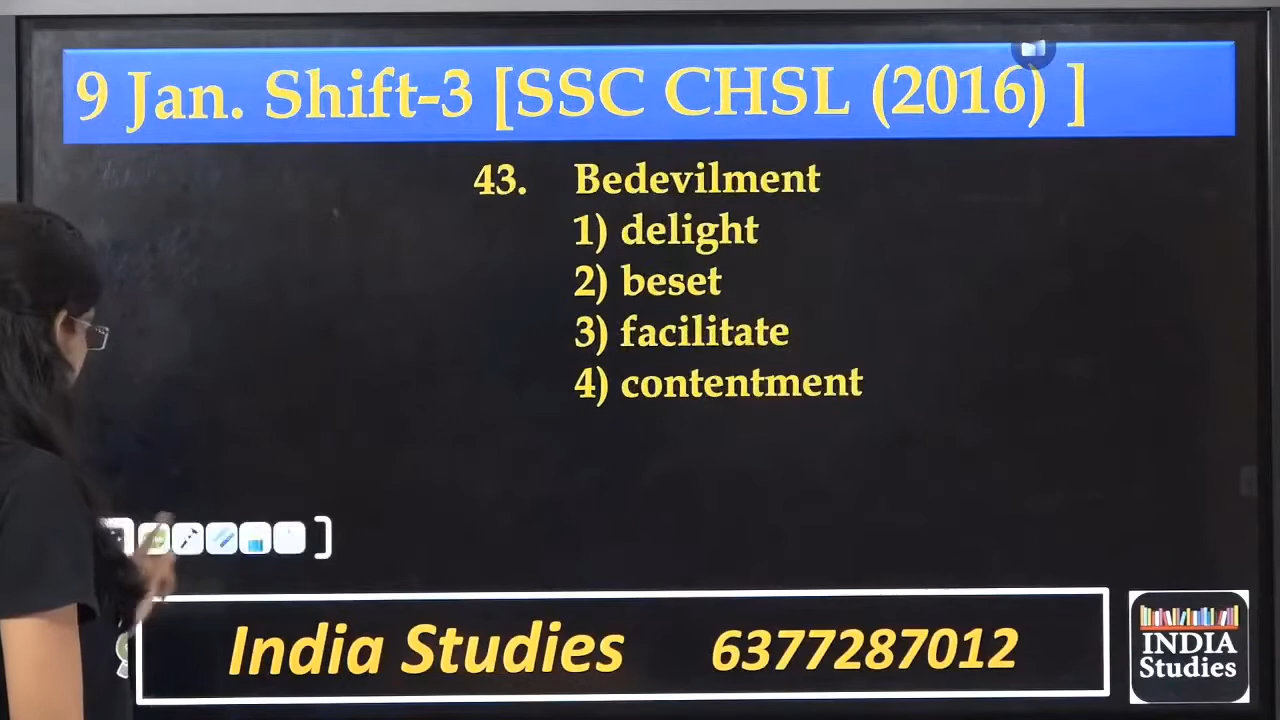 9 Jan. Shift-3 [SSC CHSL (2016) ]
43. Bedevilment
1) delight
2) beset
3) facilitate
4) contentment
India Studies 6377287012
INDIA
Studies